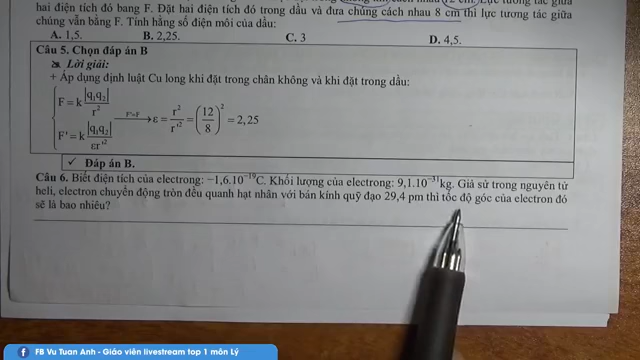 hai điện tích đó bang F. Đặt hai điện tích đó trong dầu và đưa chúng cách nhau 8 cm thì lực tương tác giữa
chúng vẫn bằng F. Tính hằng số điện môi của dầu:
A. 1,5. B. 2,25. C. 3 D. 4,5.
Câu 5. Chọn đáp án B
Lời giải:
+ Áp dụng định luật Cu long khi đặt trong chân không và khi đặt trong dầu:
F = k |q₁q₂| / r²
F' = k |q₁q₂| / εr'² —F'=F→ ε = r² / r'² = (12/8)² = 2,25
✓ Đáp án B.
Câu 6. Biết điện tích của electrong: −1,6.10⁻¹⁹C. Khối lượng của electrong: 9,1.10⁻³¹kg. Giả sử trong nguyên tử
heli, electron chuyển động tròn đều quanh hạt nhân với bán kính quỹ đạo 29,4 pm thì tốc độ góc của electron đó
sẽ là bao nhiêu?
f FB Vu Tuan Anh - Giáo viên livestream top 1 môn Lý